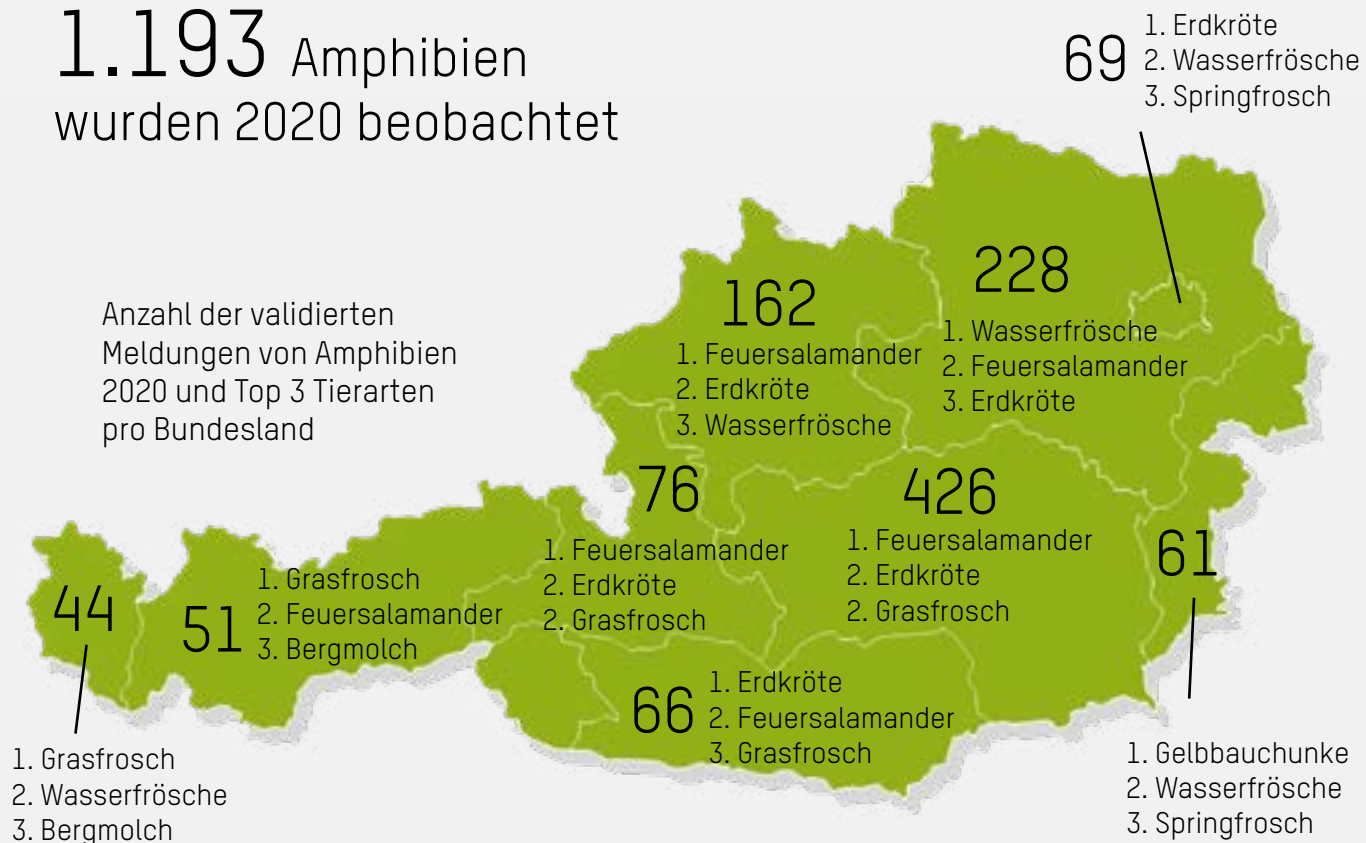 1.193 Amphibien
wurden 2020 beobachtet
69
1. Erdkröte
2. Wasserfrösche
3. Springfrosch
Anzahl der validierten
Meldungen von Amphibien
2020 und Top 3 Tierarten
pro Bundesland
162
1. Feuersalamander
2. Erdkröte
3. Wasserfrösche
228
1. Wasserfrösche
2. Feuersalamander
3. Erdkröte
76
1. Feuersalamander
2. Erdkröte
2. Grasfrosch
426
1. Feuersalamander
2. Erdkröte
2. Grasfrosch
61
1. Gelbbauchunke
2. Wasserfrösche
3. Springfrosch
44
1. Grasfrosch
2. Wasserfrösche
3. Bergmolch
51
1. Grasfrosch
2. Feuersalamander
3. Bergmolch
66
1. Erdkröte
2. Feuersalamander
3. Grasfrosch